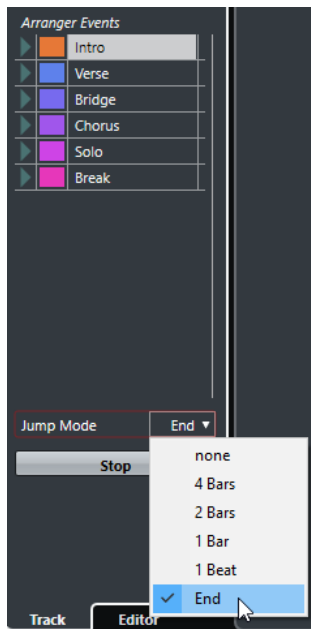 Arranger Events
Intro
Verse
Bridge
Chorus
Solo
Break
Jump Mode End
none
4 Bars
2 Bars
1 Bar
1 Beat
End
Stop
Track Editor